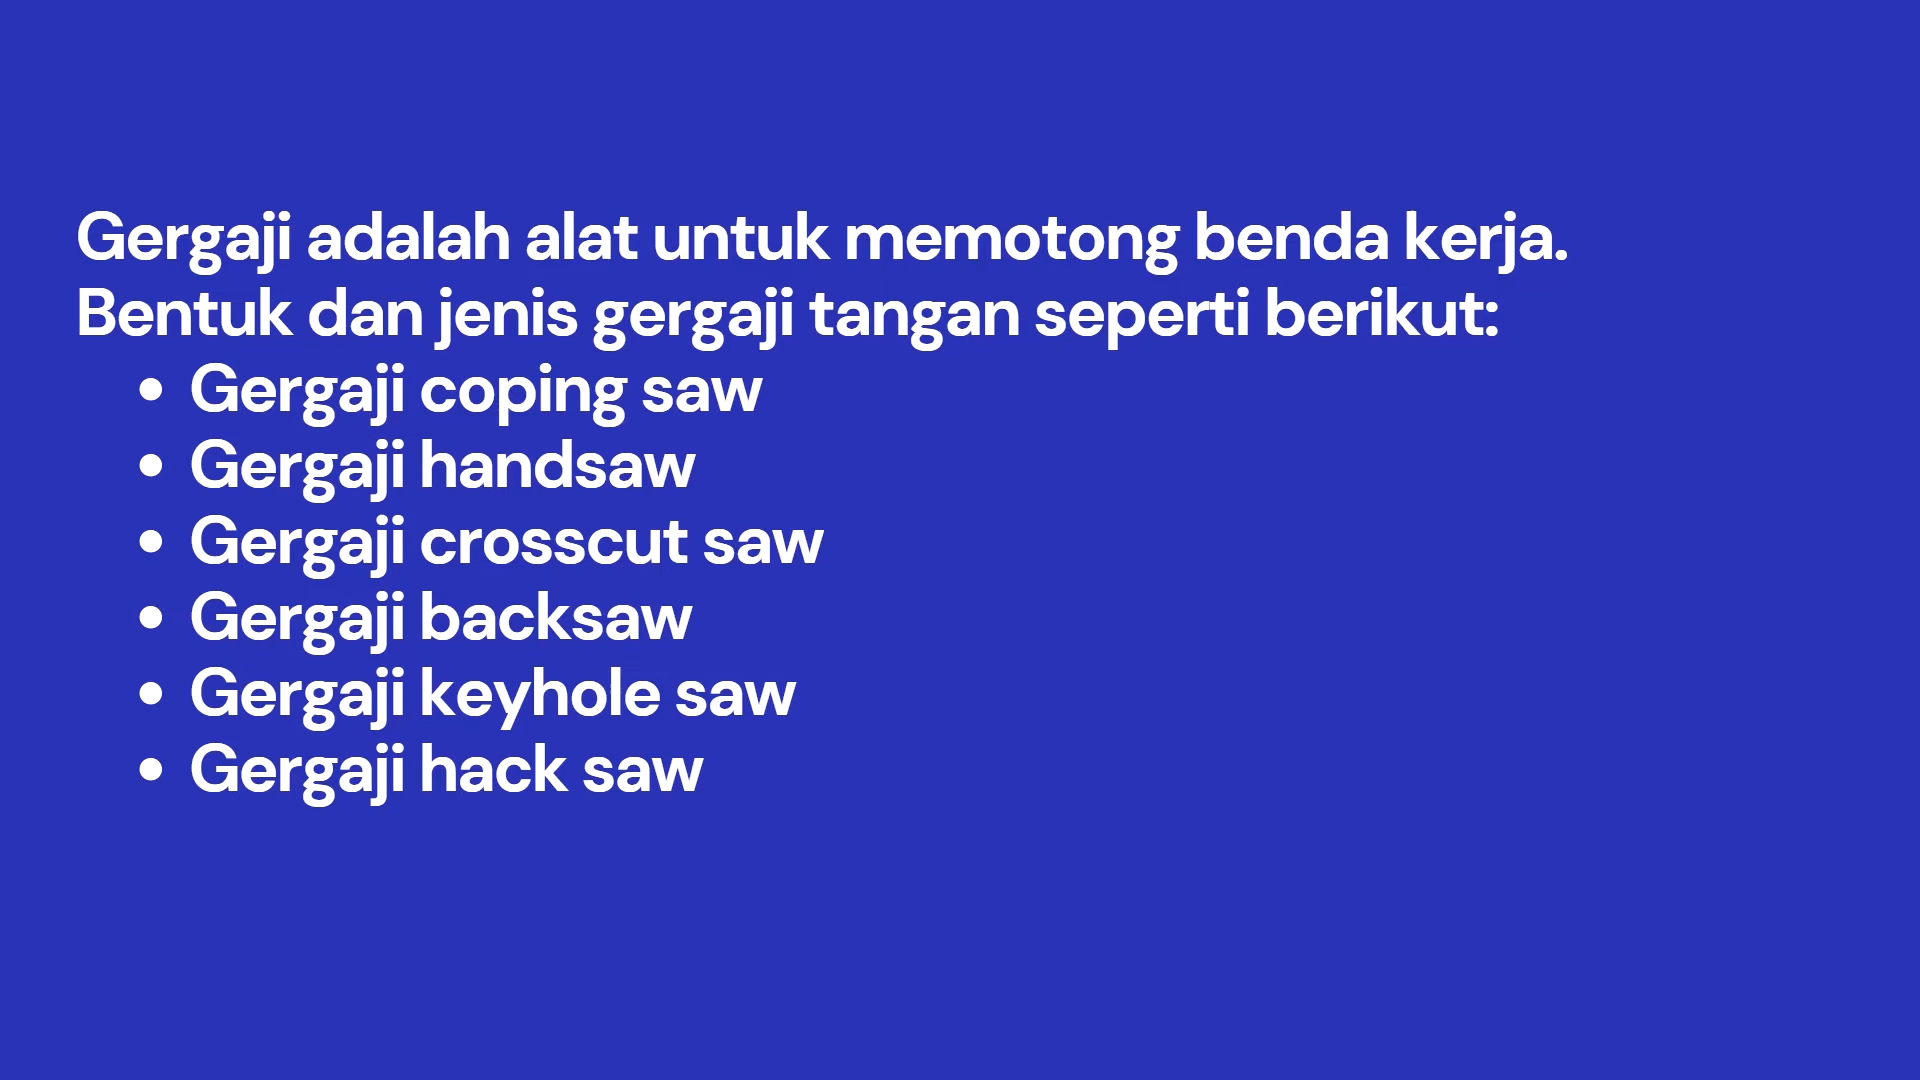 Gergaji adalah alat untuk memotong benda kerja.
Bentuk dan jenis gergaji tangan seperti berikut:
• Gergaji coping saw
• Gergaji handsaw
• Gergaji crosscut saw
• Gergaji backsaw
• Gergaji keyhole saw
• Gergaji hack saw